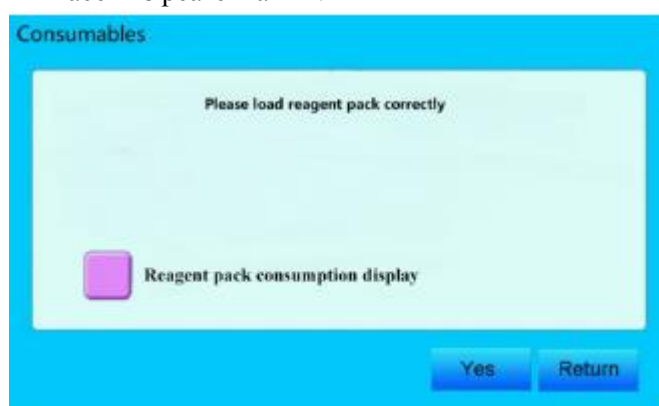 Consumables
Please load reagent pack correctly
Reagent pack consumption display
Yes Return